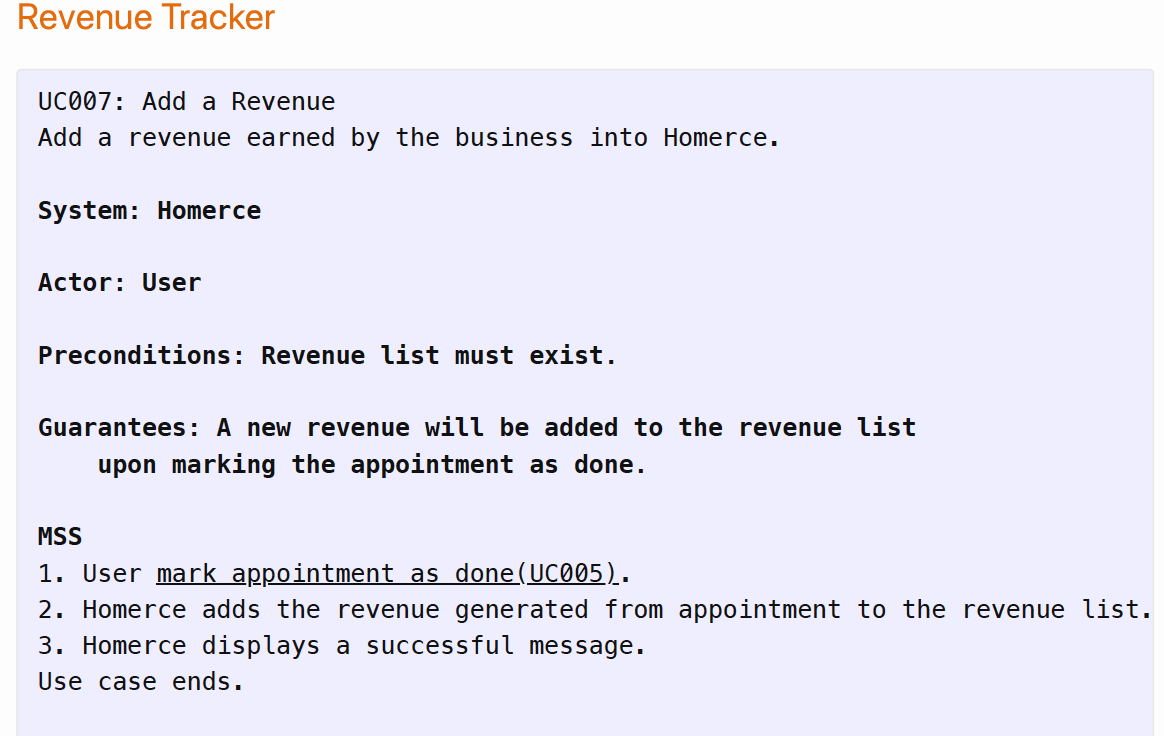 Revenue Tracker
UC007: Add a Revenue
Add a revenue earned by the business into Homerce.
System: Homerce
Actor: User
Preconditions: Revenue list must exist.
Guarantees: A new revenue will be added to the revenue list
upon marking the appointment as done.
MSS
1. User mark appointment as done(UC005).
2. Homerce adds the revenue generated from appointment to the revenue list.
3. Homerce displays a successful message.
Use case ends.